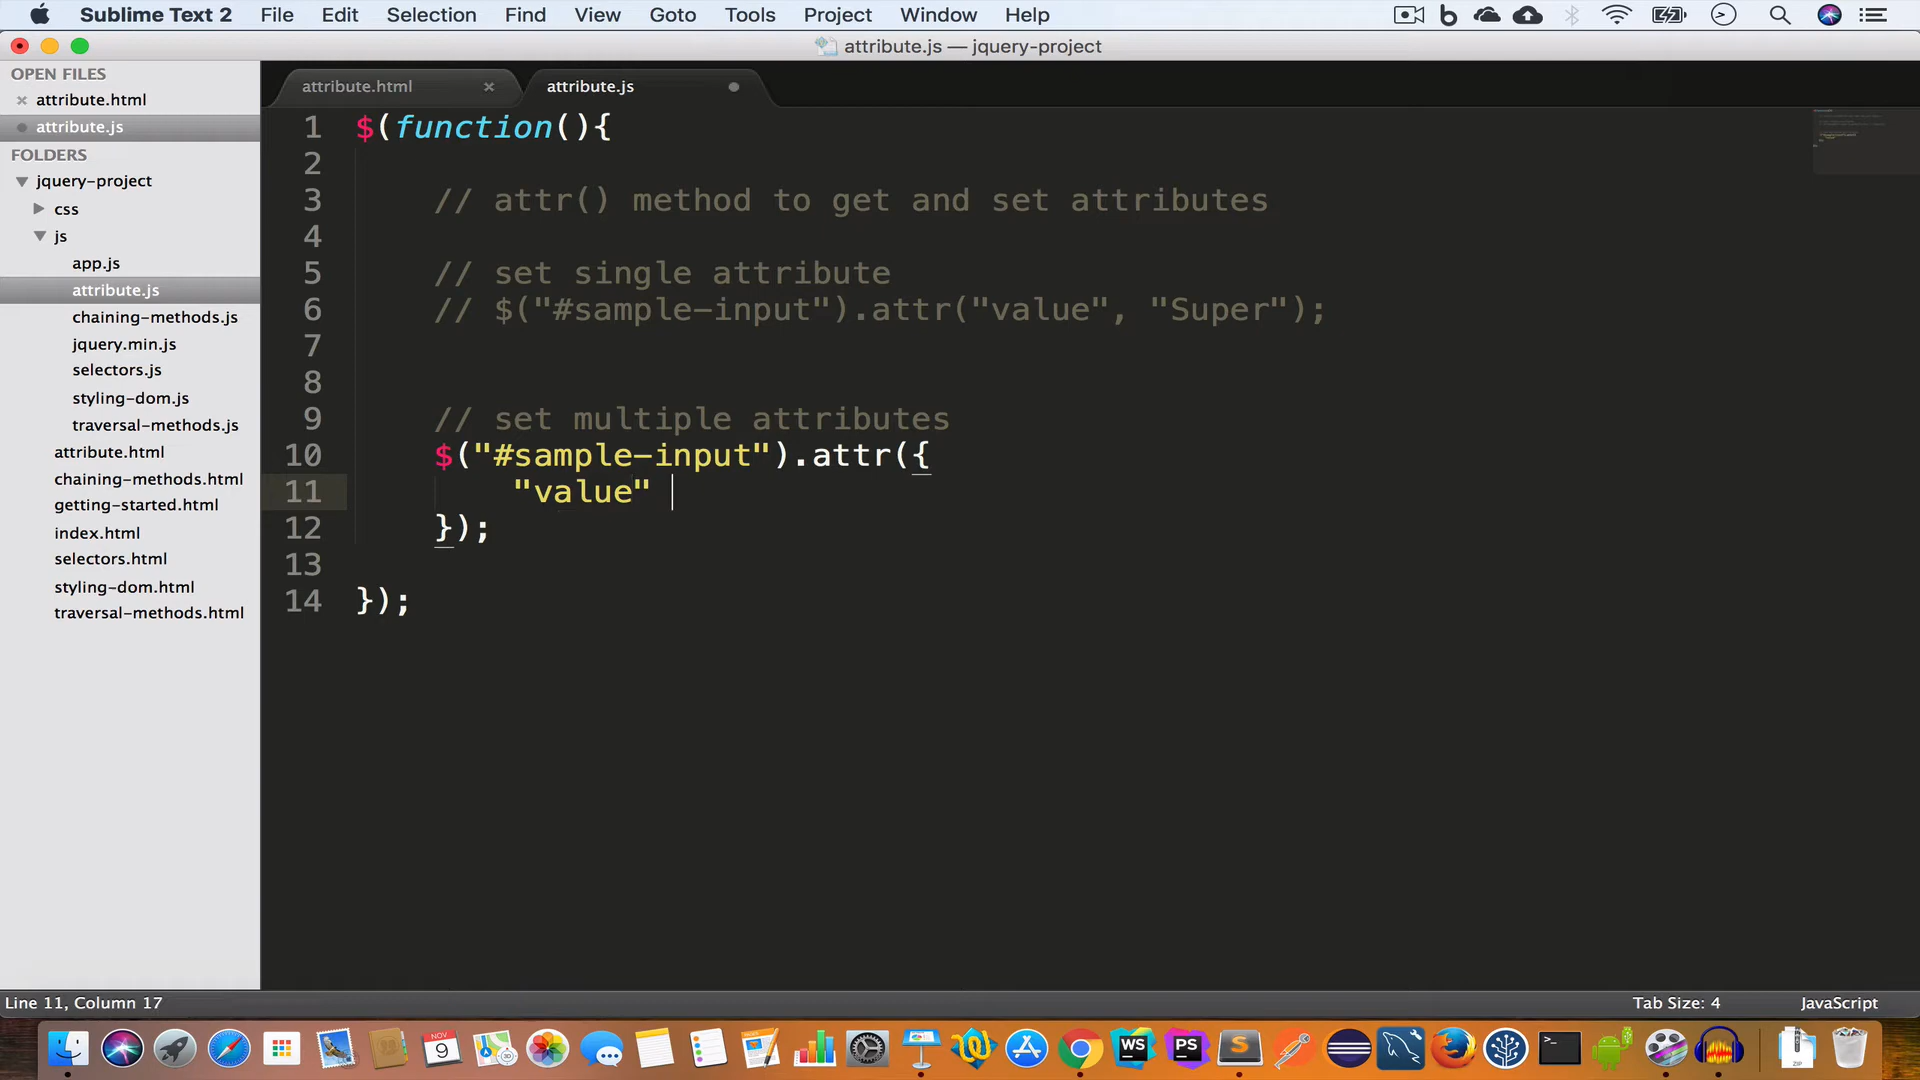 Sublime Text 2 File Edit Selection Find View Goto Tools Project Window Help
attribute.js — jquery-project
OPEN FILES
attribute.html
attribute.js
FOLDERS
jquery-project
css
js
app.js
attribute.js
chaining-methods.js
jquery.min.js
selectors.js
styling-dom.js
traversal-methods.js
attribute.html
chaining-methods.html
getting-started.html
index.html
selectors.html
styling-dom.html
traversal-methods.html
attribute.html × attribute.js
1 $(function(){
2
3 // attr() method to get and set attributes
4
5 // set single attribute
6 // $("#sample-input").attr("value", "Super");
7
8
9 // set multiple attributes
10 $("#sample-input").attr({
11 "value"
12 });
13
14 });
Line 11, Column 17 Tab Size: 4 JavaScript
NOV
9
WS
PS
ZIP